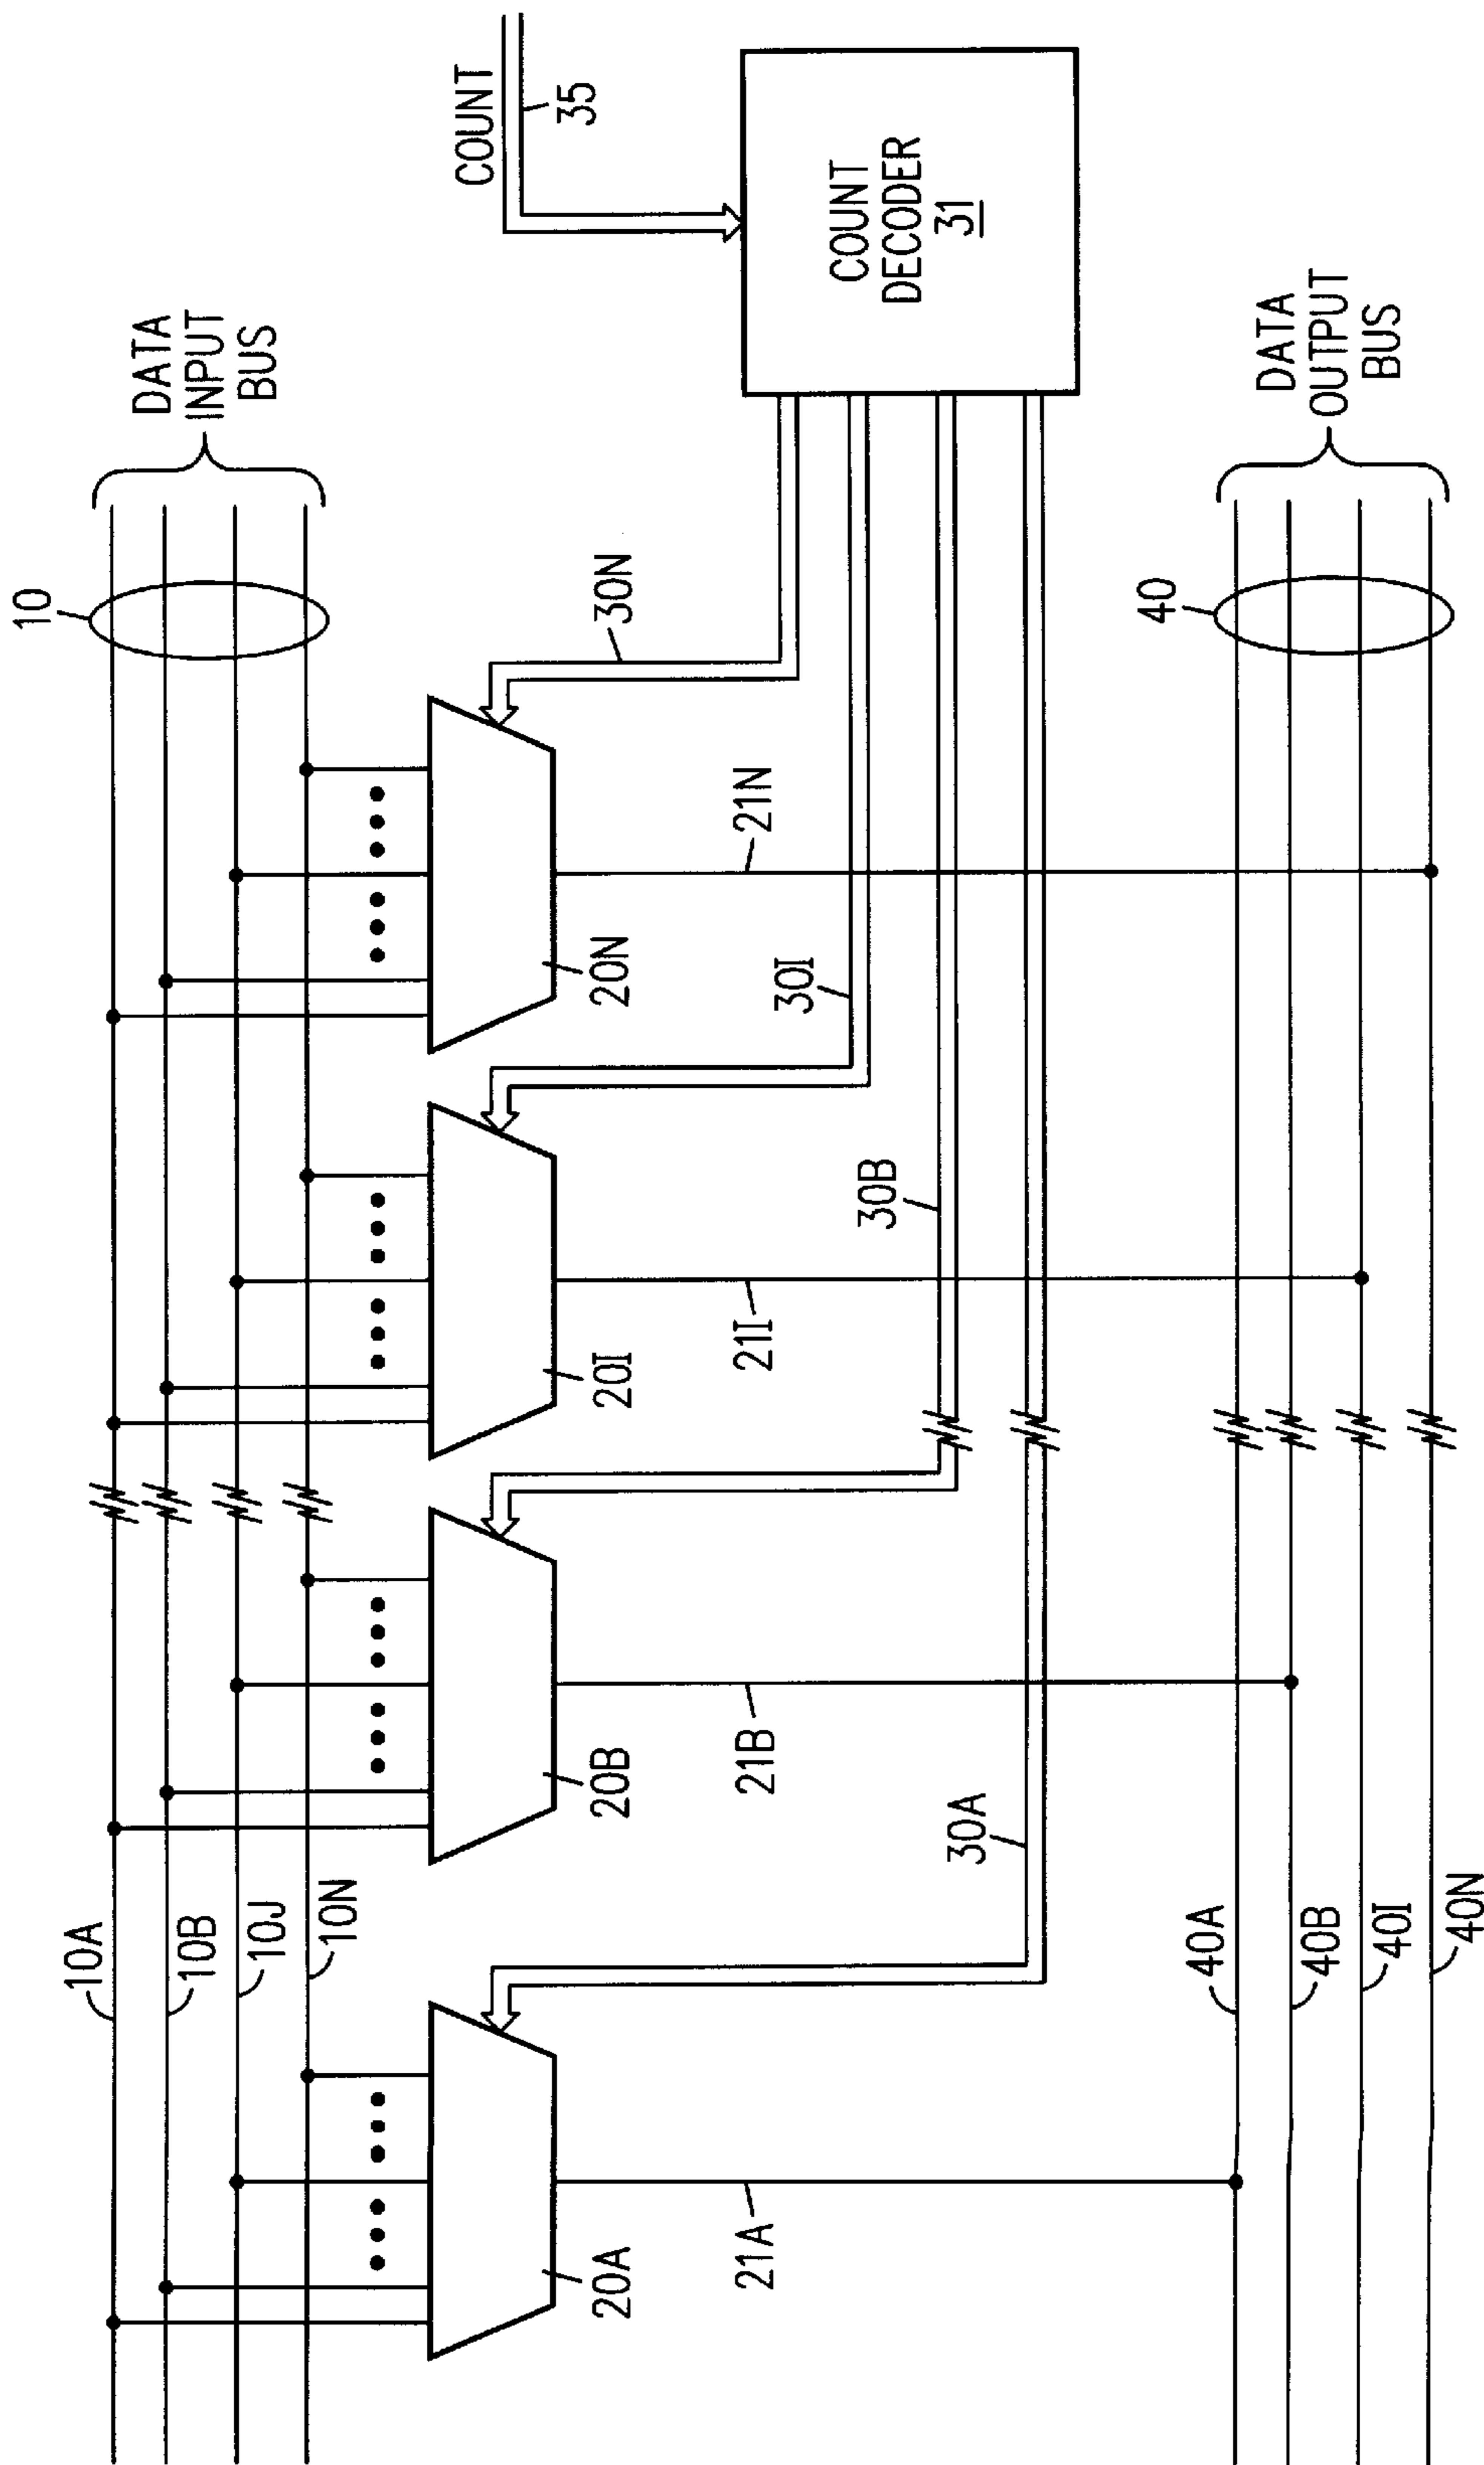 10
DATA
INPUT
BUS
COUNT
35
10A
10B
10J
10N
20A
20B
20I
20N
30N
21A
21B
21I
21N
30I
30B
30A
COUNT
DECODER
31
40
DATA
OUTPUT
BUS
40A
40B
40I
40N